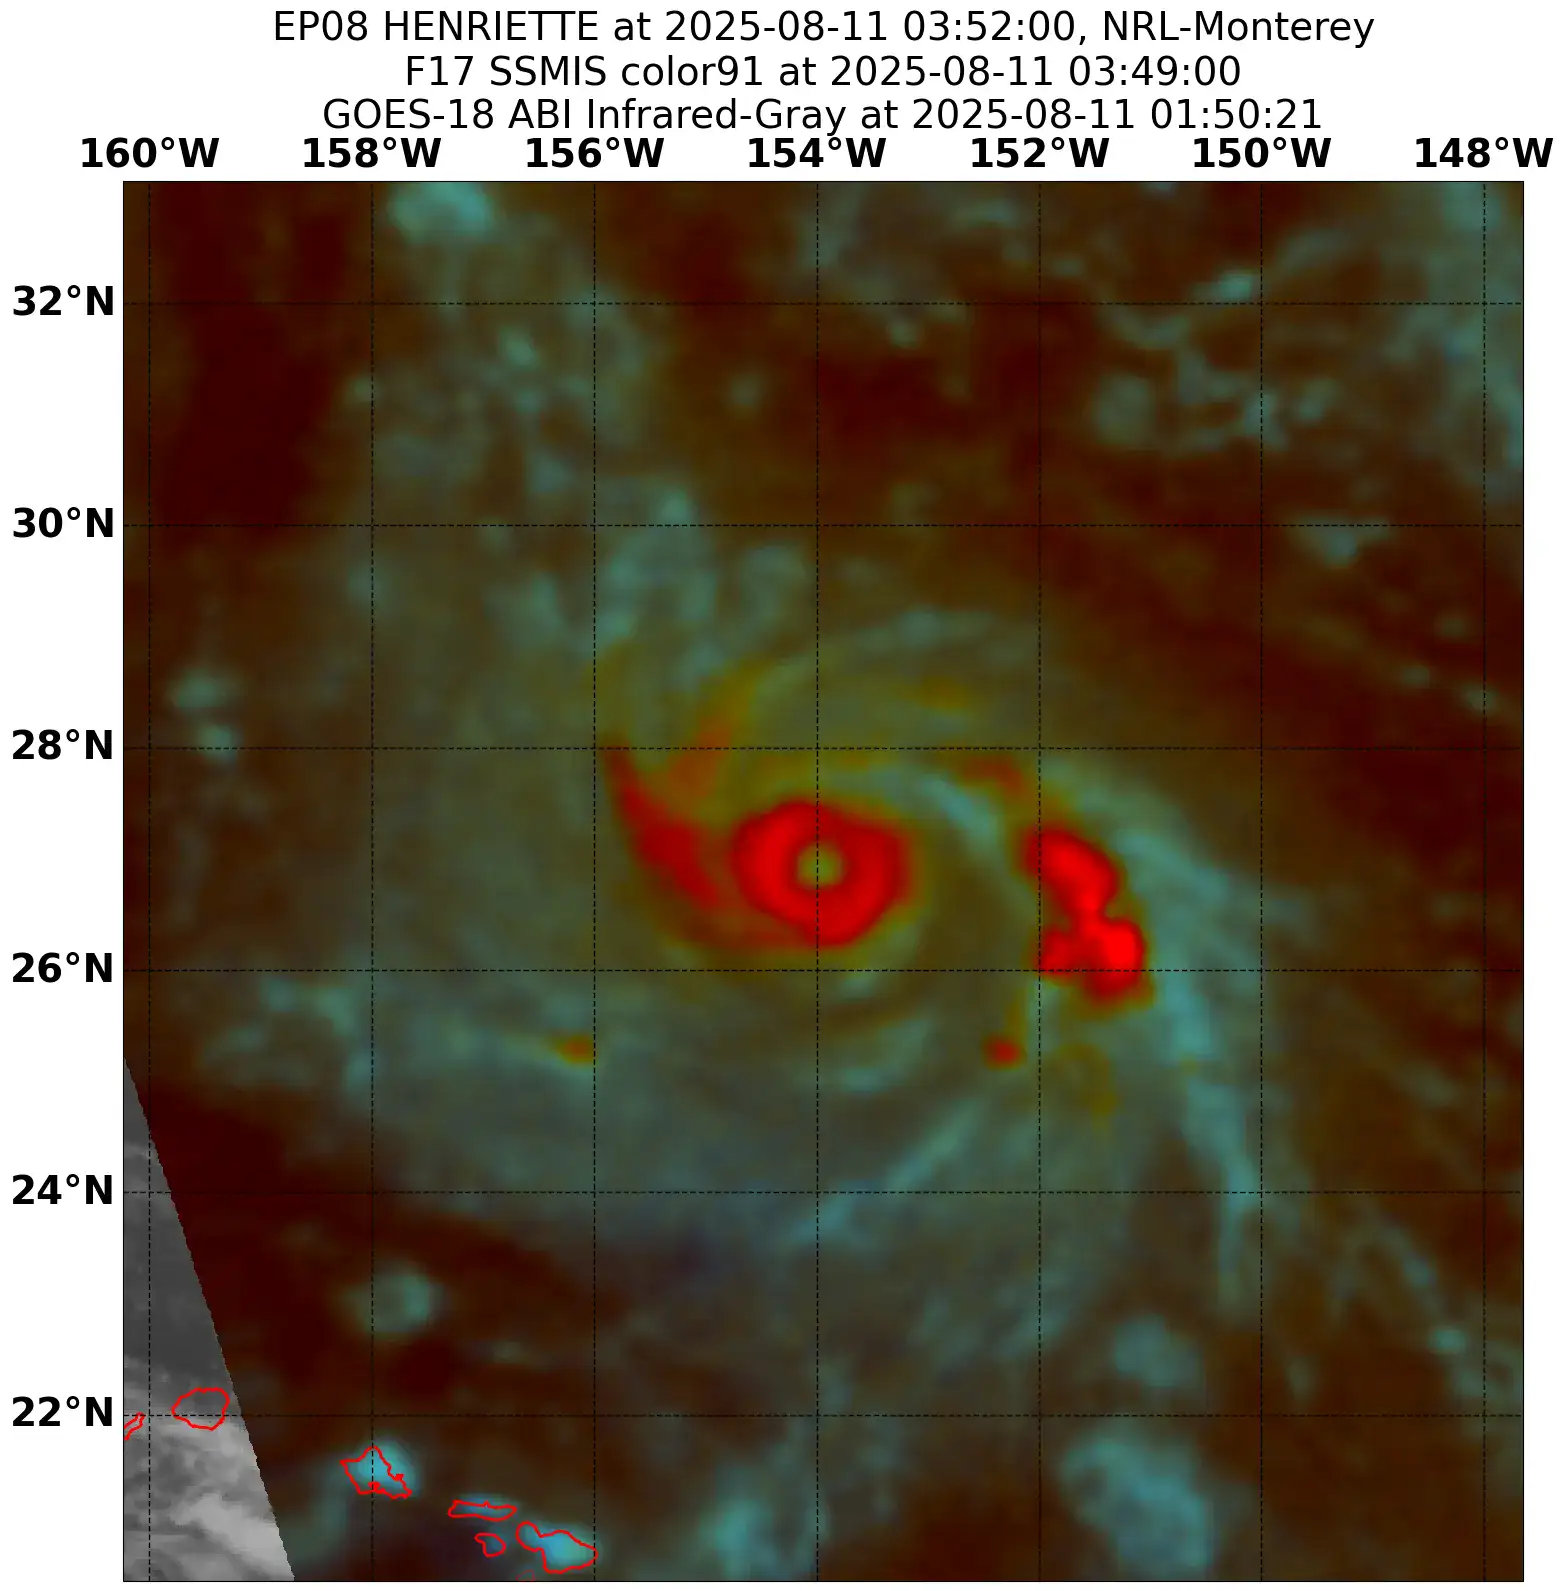 EP08 HENRIETTE at 2025-08-11 03:52:00, NRL-Monterey
F17 SSMIS color91 at 2025-08-11 03:49:00
GOES-18 ABI Infrared-Gray at 2025-08-11 01:50:21
160°W 158°W 156°W 154°W 152°W 150°W 148°W
32°N
30°N
28°N
26°N
24°N
22°N